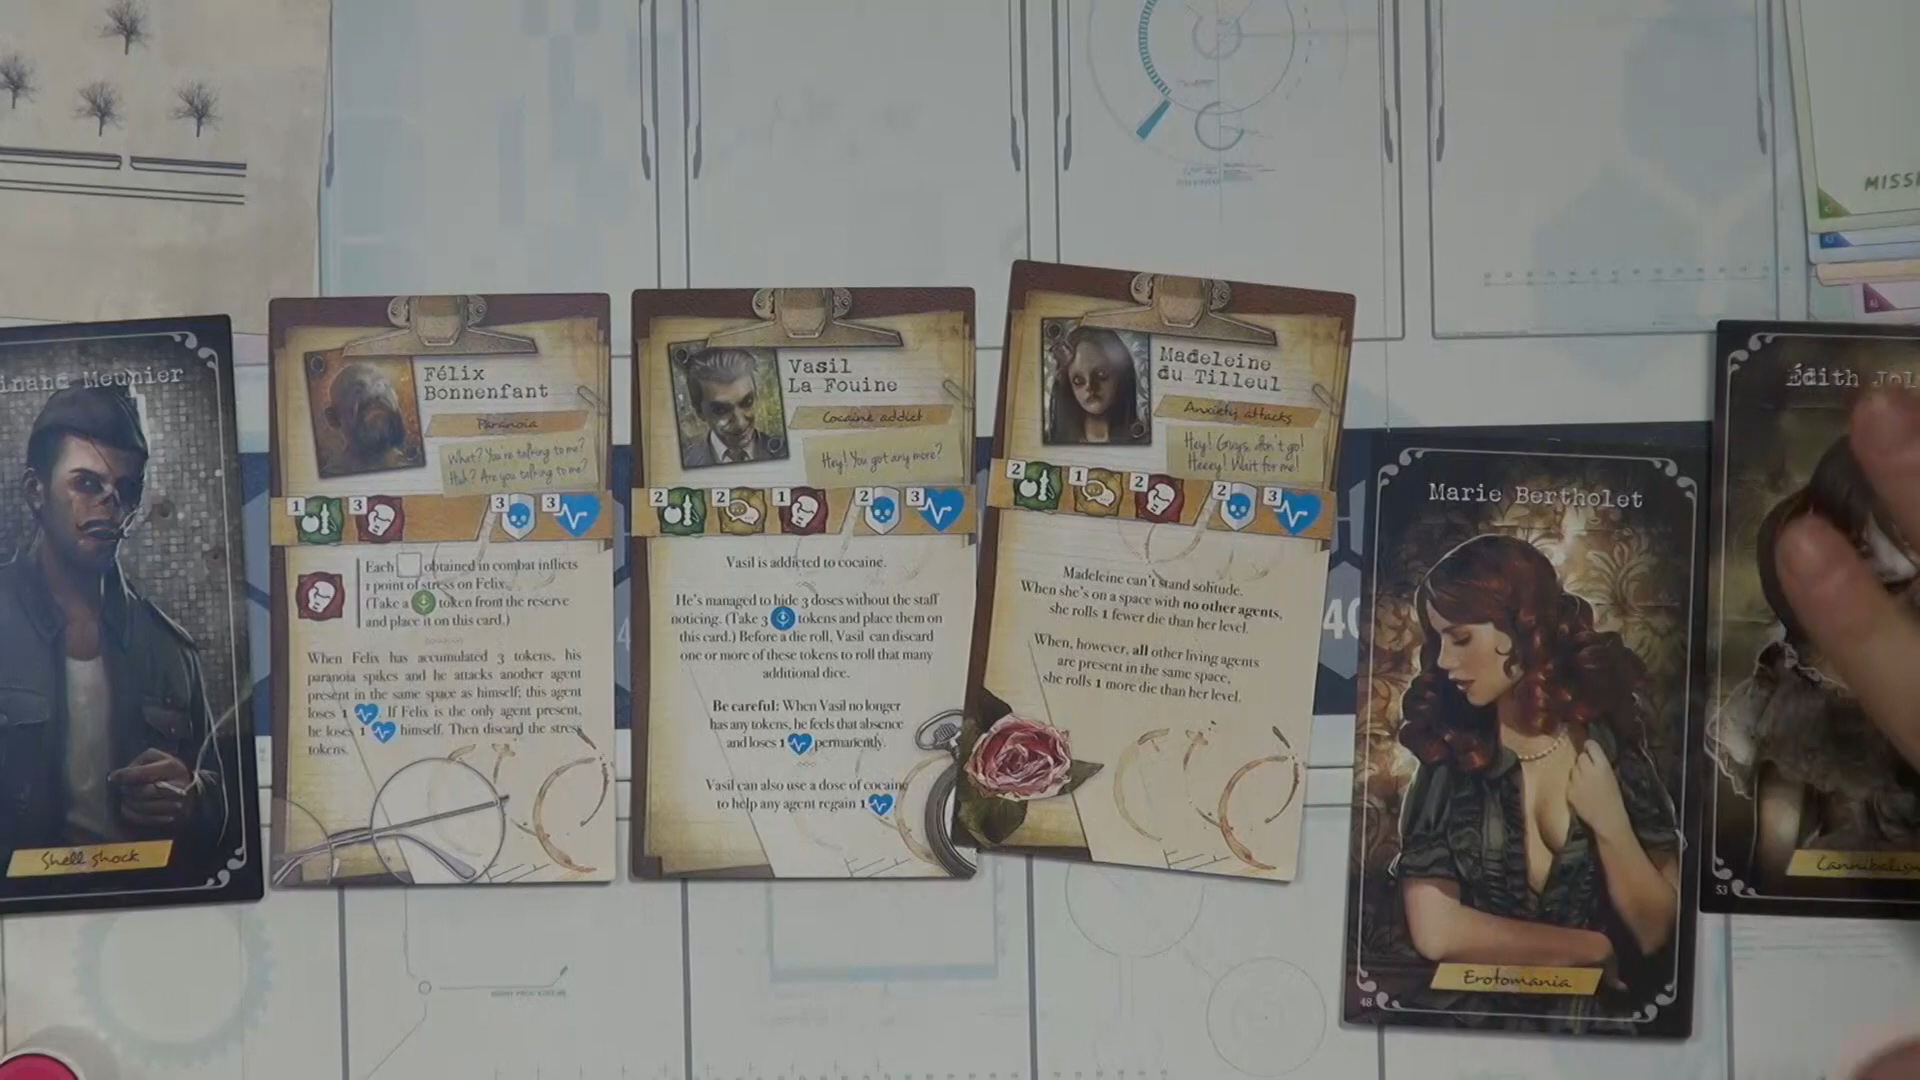 MISSI
inand Meunier
Shell shock
Félix
Bonnenfant
Paranoia
What? You're talking to me?
Huh? Are you talking to me?
1 3 3 3
Each obtained in combat inflicts
1 point of stress on Felix.
(Take a token from the reserve
and place it on this card.)
When Felix has accumulated 3 tokens, his
paranoia spikes and he attacks another agent
present in the same space as himself; this agent
loses 1 . If Felix is the only agent present,
he loses 1 himself. Then discard the stress
tokens.
Vasil
La Fouine
Cocaine addict
Hey! You got any more?
2 2 1 2 3
Vasil is addicted to cocaine.
He's managed to hide 3 doses without the staff
noticing. (Take 3 tokens and place them on
this card.) Before a die roll, Vasil can discard
one or more of these tokens to roll that many
additional dice.
Be careful: When Vasil no longer
has any tokens, he feels that absence
and loses 1 permanently.
Vasil can also use a dose of cocaine
to help any agent regain 1 .
Madeleine
du Tilleul
Anxiety attacks
Hey! Guys, don't go!
Heeey! Wait for me!
2 1 2 2 3
Madeleine can't stand solitude.
When she's on a space with no other agents,
she rolls 1 fewer die than her level.
When, however, all other living agents
are present in the same space,
she rolls 1 more die than her level.
40
Marie Bertholet
Erotomania
48
Édith Jol
Cannibalis
53